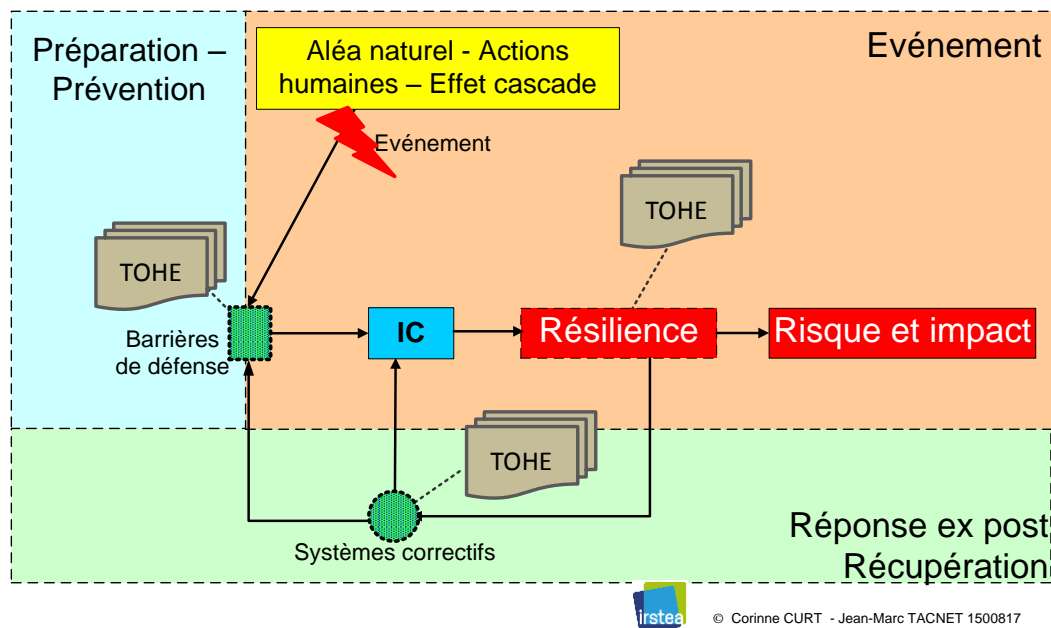 Préparation –
Prévention
Aléa naturel - Actions
humaines – Effet cascade
Evénement
Evénement
TOHE
TOHE
Barrières
de défense
IC
Résilience
Risque et impact
TOHE
Systèmes correctifs
Réponse ex post
Récupération
irstea
© Corinne CURT - Jean-Marc TACNET 1500817